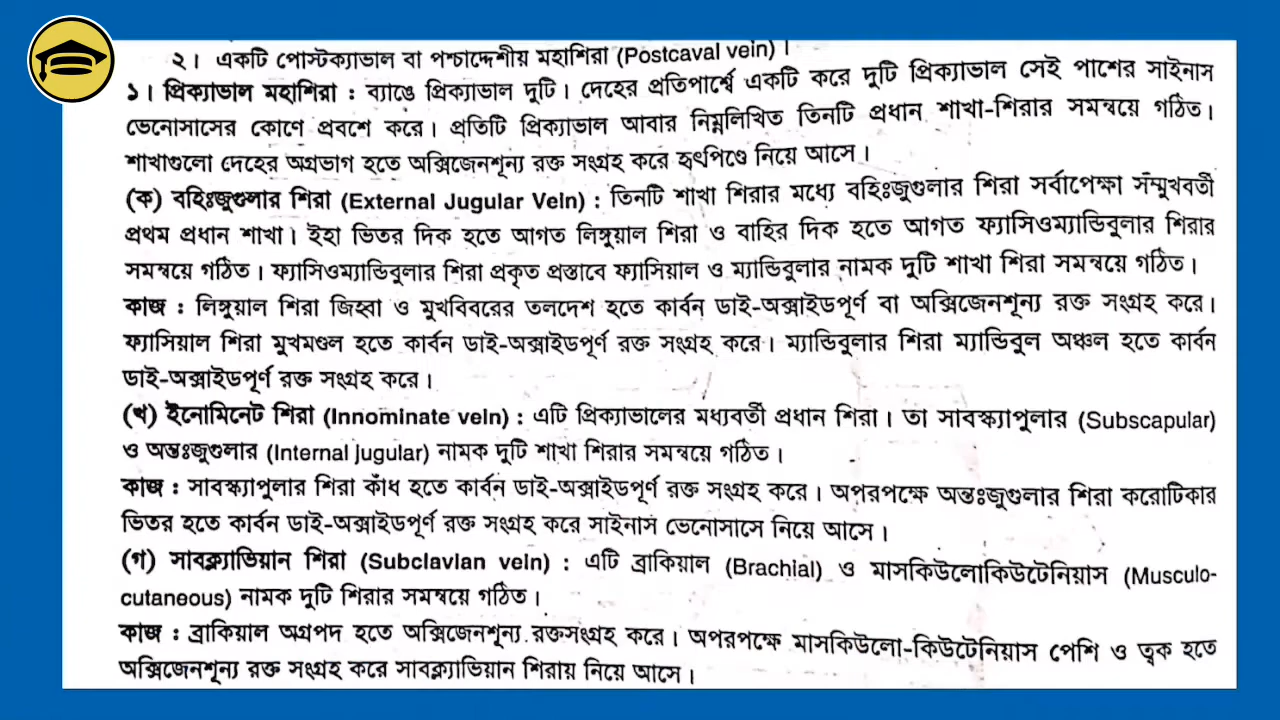 ২। একটি পোস্টক্যাভাল বা পশ্চাদ্দেশীয় মহাশিরা (Postcaval vein)।
১। প্রিক্যাভাল মহাশিরা : ব্যাঙে প্রিক্যাভাল দুটি। দেহের প্রতিপার্শ্বে একটি করে দুটি প্রিক্যাভাল সেই পাশের সাইনাস
ভেনোসাসের কোণে প্রবশে করে। প্রতিটি প্রিক্যাভাল আবার নিম্নলিখিত তিনটি প্রধান শাখা-শিরার সমন্বয়ে গঠিত।
শাখাগুলো দেহের অগ্রভাগ হতে অক্সিজেনশূন্য রক্ত সংগ্রহ করে হৃৎপিণ্ডে নিয়ে আসে।
(ক) বহিঃজুগুলার শিরা (External Jugular Vein) : তিনটি শাখা শিরার মধ্যে বহিঃজুগুলার শিরা সর্বাপেক্ষা সম্মুখবর্তী
প্রথম প্রধান শাখা। ইহা ভিতর দিক হতে আগত লিঙ্গুয়াল শিরা ও বাহির দিক হতে আগত ফ্যাসিওম্যান্ডিবুলার শিরার
সমন্বয়ে গঠিত। ফ্যাসিওম্যান্ডিবুলার শিরা প্রকৃত প্রস্তাবে ফ্যাসিয়াল ও ম্যান্ডিবুলার নামক দুটি শাখা শিরা সমন্বয়ে গঠিত।
কাজ : লিঙ্গুয়াল শিরা জিহ্বা ও মুখবিবরের তলদেশ হতে কার্বন ডাই-অক্সাইডপূর্ণ বা অক্সিজেনশূন্য রক্ত সংগ্রহ করে।
ফ্যাসিয়াল শিরা মুখমণ্ডল হতে কার্বন ডাই-অক্সাইডপূর্ণ রক্ত সংগ্রহ করে। ম্যান্ডিবুলার শিরা ম্যান্ডিবুল অঞ্চল হতে কার্বন
ডাই-অক্সাইডপূর্ণ রক্ত সংগ্রহ করে।
(খ) ইনোমিনেট শিরা (Innominate vein) : এটি প্রিক্যাভালের মধ্যবর্তী প্রধান শিরা। তা সাবস্ক্যাপুলার (Subscapular)
ও অন্তঃজুগুলার (Internal jugular) নামক দুটি শাখা শিরার সমন্বয়ে গঠিত।
কাজ : সাবস্ক্যাপুলার শিরা কাঁধ হতে কার্বন ডাই-অক্সাইডপূর্ণ রক্ত সংগ্রহ করে। অপরপক্ষে অন্তঃজুগুলার শিরা করোটিকার
ভিতর হতে কার্বন ডাই-অক্সাইডপূর্ণ রক্ত সংগ্রহ করে সাইনাস ভেনোসাসে নিয়ে আসে।
(গ) সাবক্ল্যাভিয়ান শিরা (Subclavian vein) : এটি ব্রাকিয়াল (Brachial) ও মাসকিউলোকিউটেনিয়াস (Musculo-
cutaneous) নামক দুটি শিরার সমন্বয়ে গঠিত।
কাজ : ব্রাকিয়াল অগ্রপদ হতে অক্সিজেনশূন্য রক্তসংগ্রহ করে। অপরপক্ষে মাসকিউলো-কিউটেনিয়াস পেশি ও ত্বক হতে
অক্সিজেনশূন্য রক্ত সংগ্রহ করে সাবক্ল্যাভিয়ান শিরায় নিয়ে আসে।